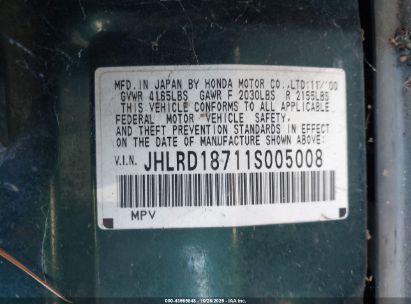 MFD.IN JAPAN BY HONDA MOTOR CO.,LTD:11/'00
GVWR 4165LBS GAWR F 2030LBS R 2155LBS
THIS VEHICLE CONFORMS TO ALL APPLICABLE
FEDERAL MOTOR VEHICLE SAFETY,
AND THEFT PREVENTION STANDARDS IN EFFECT
ON THE DATE OF MANUFACTURE SHOWN ABOVE.
V.I.N. JHLRD18711S005008
MPV